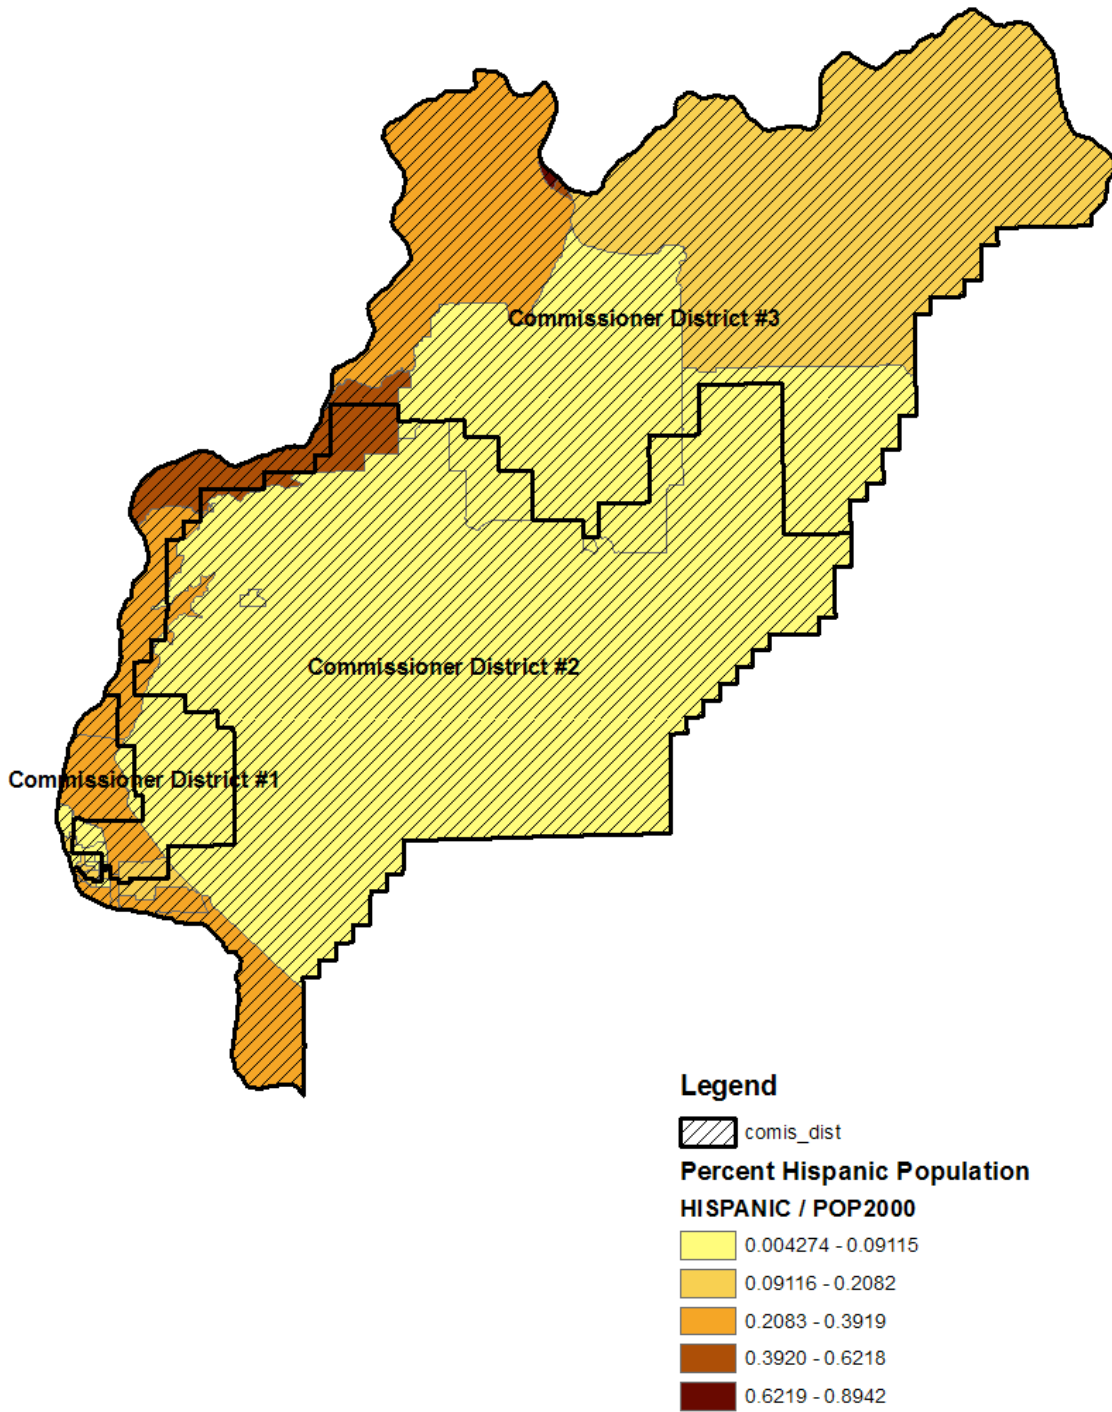 Commissioner District #3
Commissioner District #2
Commissioner District #1
Legend
comis_dist
Percent Hispanic Population
HISPANIC / POP2000
0.004274 - 0.09115
0.09116 - 0.2082
0.2083 - 0.3919
0.3920 - 0.6218
0.6219 - 0.8942